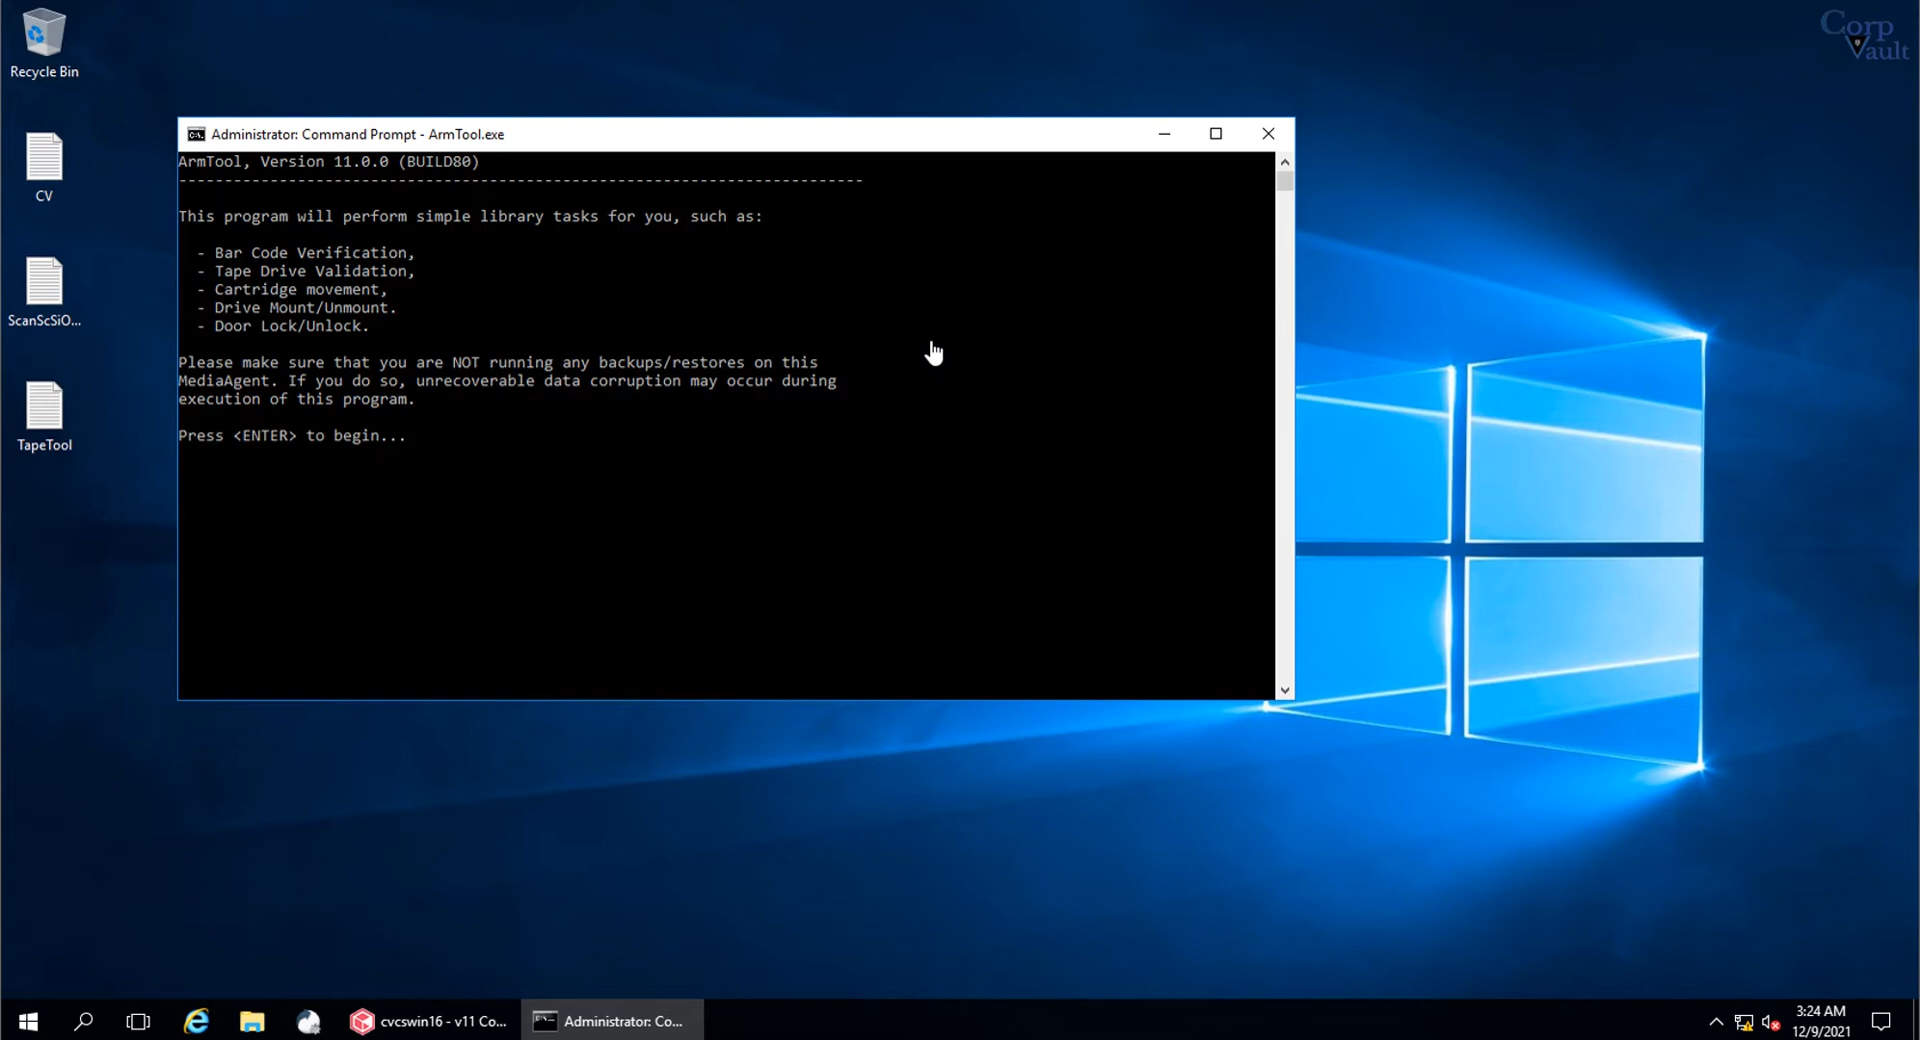 Corp
Vault
Recycle Bin
CV
ScanScSiO...
TapeTool
Administrator: Command Prompt - ArmTool.exe
ArmTool, Version 11.0.0 (BUILD80)
---------------------------------------------------------------------------
This program will perform simple library tasks for you, such as:
- Bar Code Verification,
- Tape Drive Validation,
- Cartridge movement,
- Drive Mount/Unmount.
- Door Lock/Unlock.
Please make sure that you are NOT running any backups/restores on this
MediaAgent. If you do so, unrecoverable data corruption may occur during
execution of this program.
Press <ENTER> to begin...
cvcswin16 - v11 Co...
Administrator: Co...
3:24 AM
12/9/2021